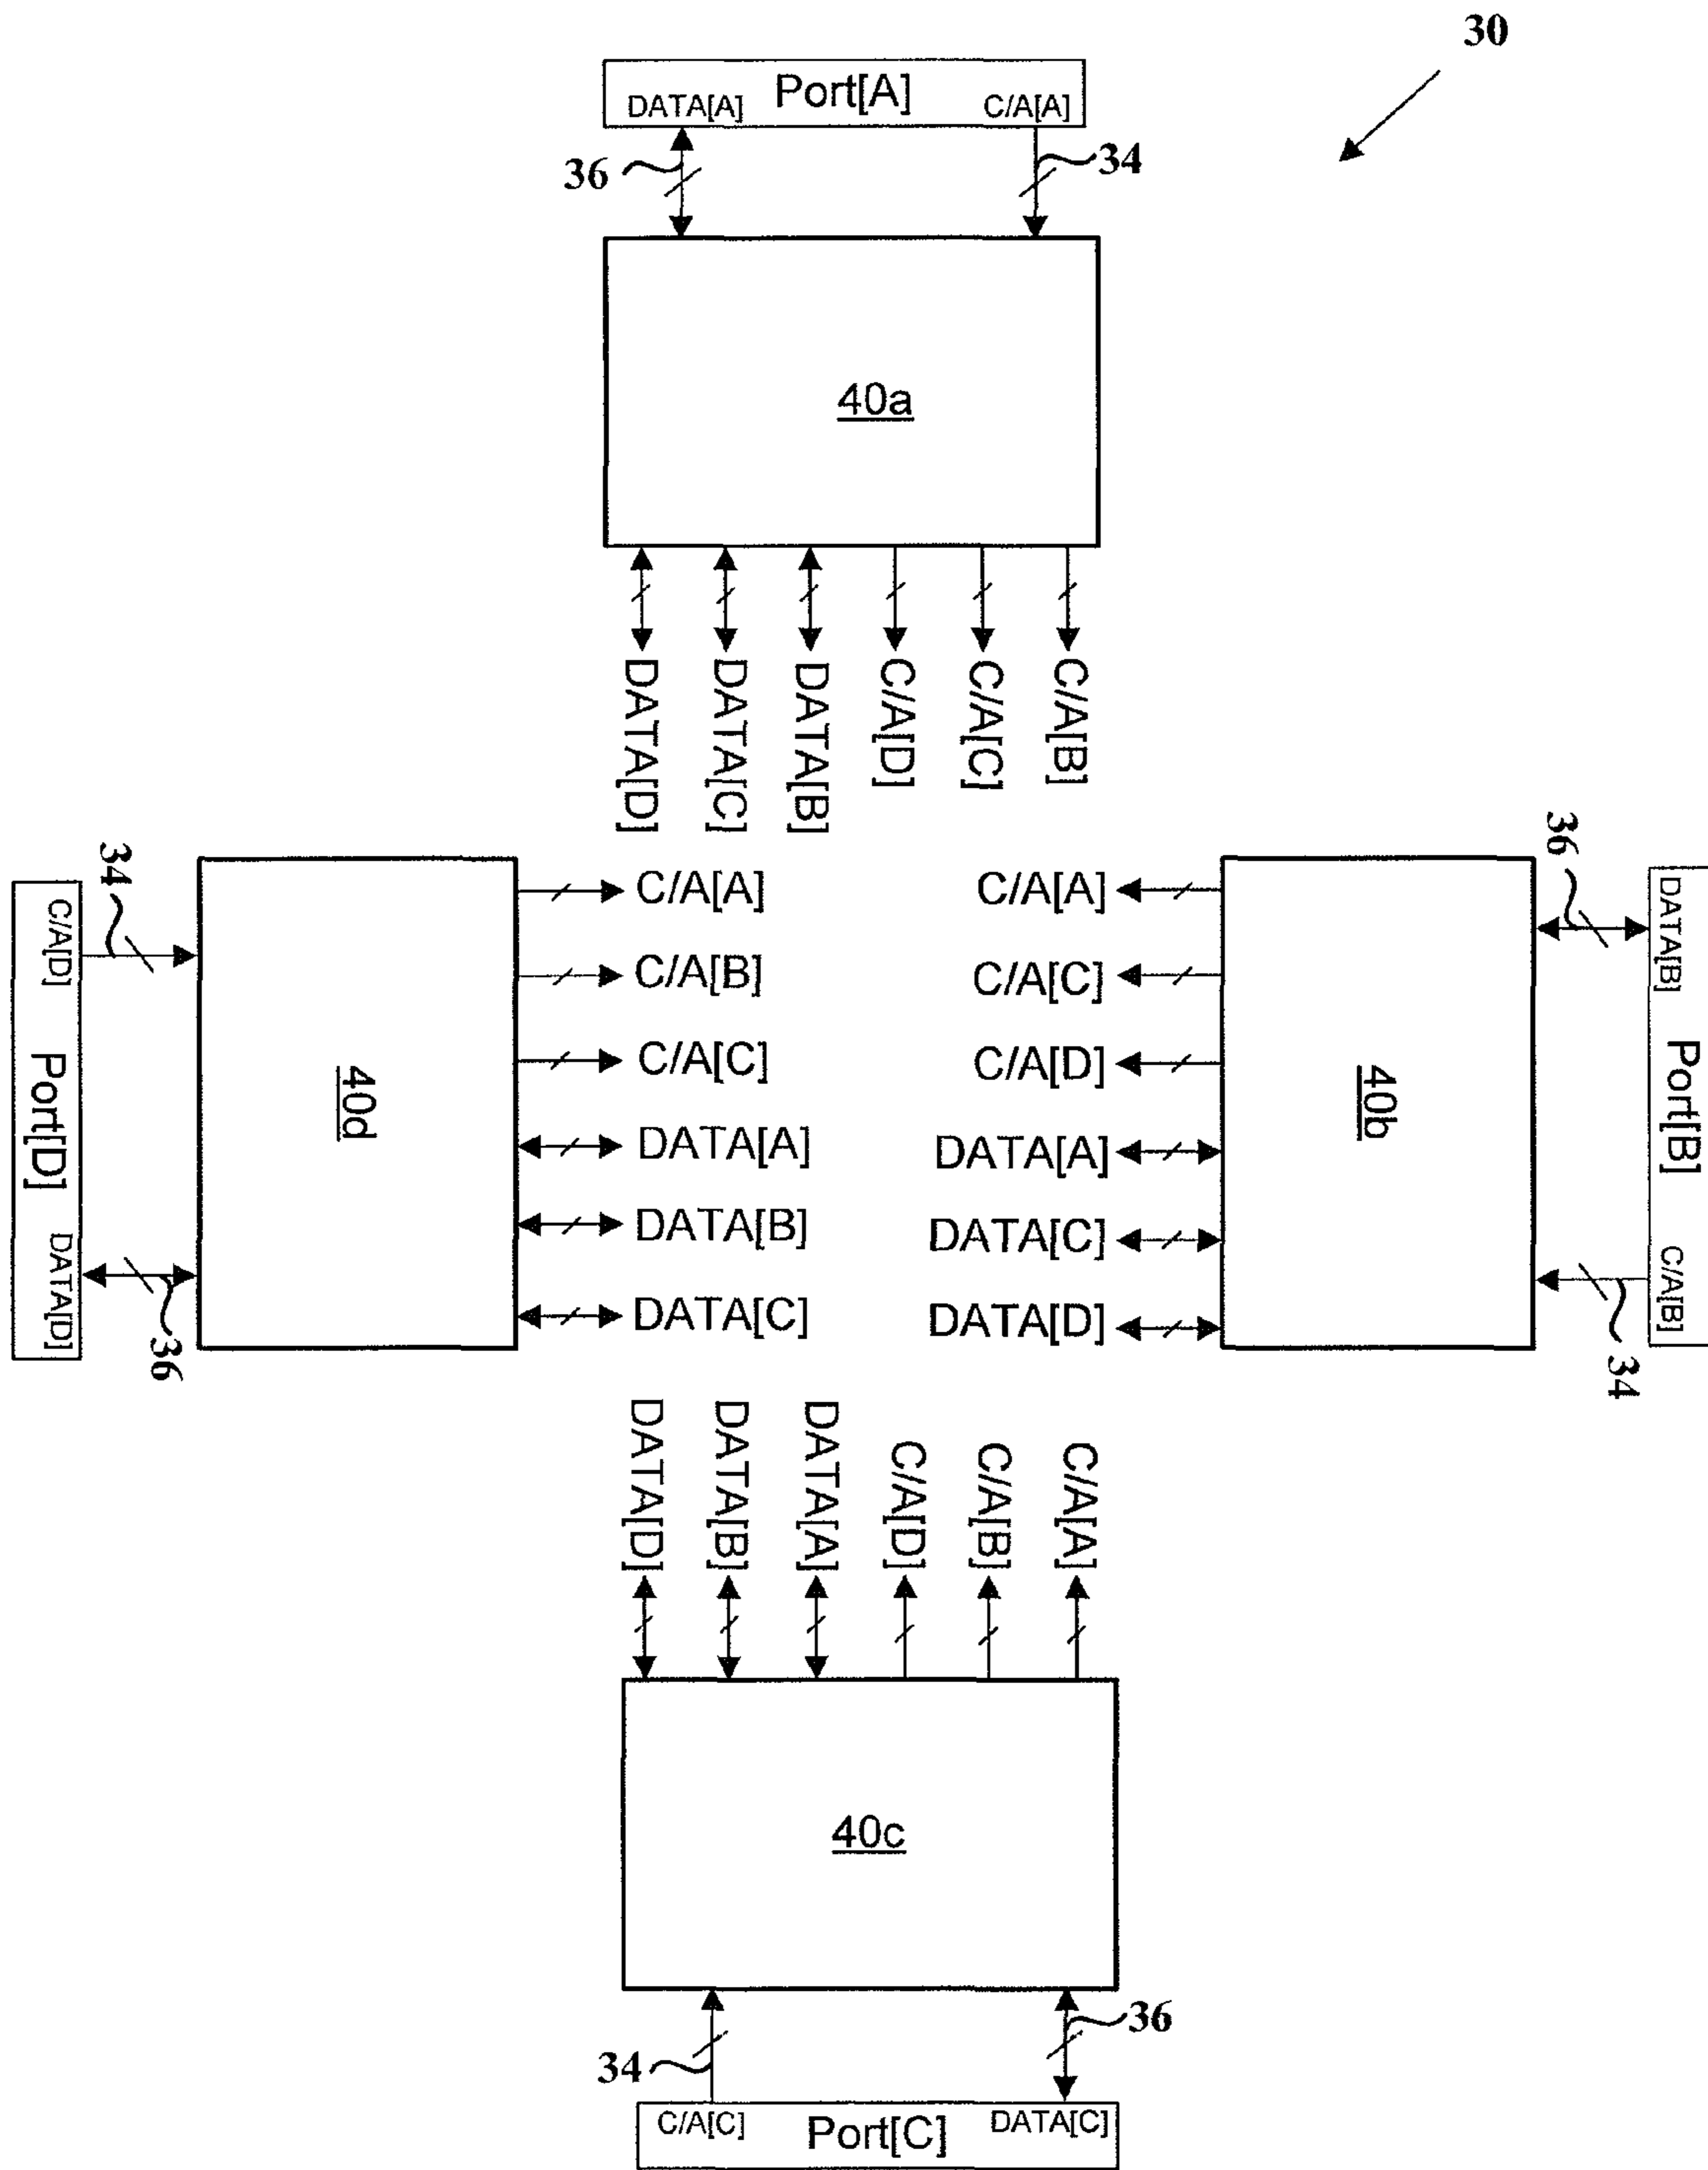 30
Port[A]
DATA[A]
C/A[A]
36
34
40a
DATA[D]
DATA[C]
DATA[B]
C/A[D]
C/A[C]
C/A[B]
34
C/A[D]
Port[D]
DATA[D]
36
40d
C/A[A]
C/A[B]
C/A[C]
DATA[A]
DATA[B]
DATA[C]
C/A[A]
C/A[C]
C/A[D]
DATA[A]
DATA[C]
DATA[D]
40b
36
DATA[B]
Port[B]
C/A[B]
34
DATA[D]
DATA[B]
DATA[A]
C/A[D]
C/A[B]
C/A[A]
40c
36
34
C/A[C]
Port[C]
DATA[C]